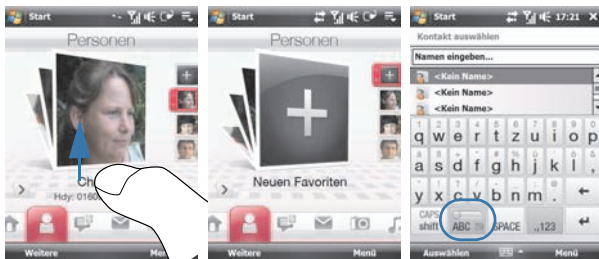 Start
Personen
Ch
Hdy: 0160
Weitere
Menü
Start
Personen
Neuen Favoriten
Weitere
Menü
Start 17:21
Kontakt auswählen
Namen eingeben...
<Kein Name>
<Kein Name>
<Kein Name>
q w e r t z u i o p
a s d f g h j k l ,
y x c v b n m .
CAPS
shift ABC SPACE .,123
Auswählen
Menü